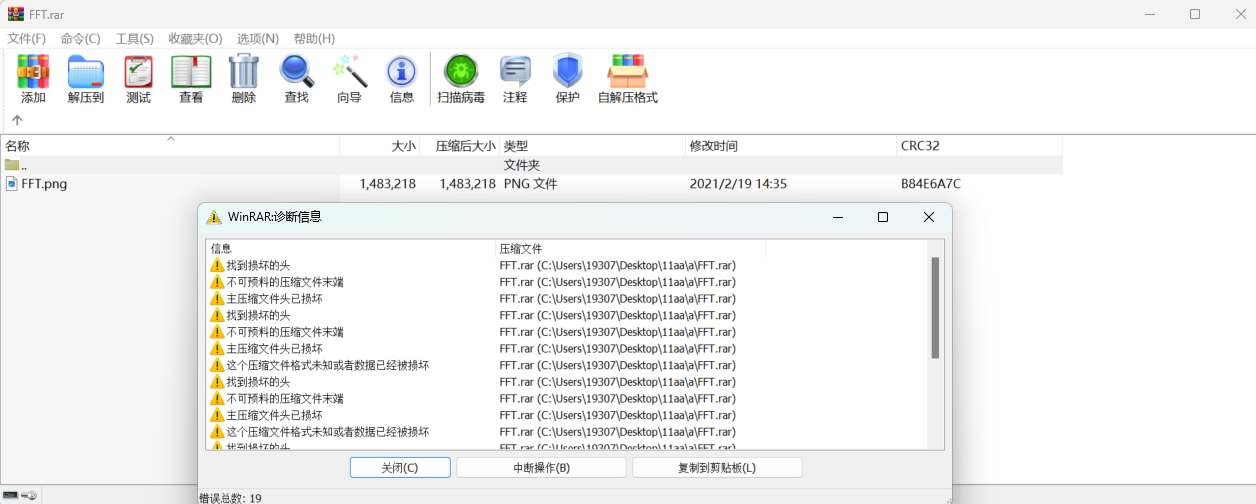 FFT.rar
文件(F) 命令(C) 工具(S) 收藏夹(O) 选项(N) 帮助(H)
添加 解压到 测试 查看 删除 查找 向导 信息 扫描病毒 注释 保护 自解压格式
名称 大小 压缩后大小 类型 修改时间 CRC32
.. 文件夹
FFT.png 1,483,218 1,483,218 PNG 文件 2021/2/19 14:35 B84E6A7C
WinRAR:诊断信息
信息 压缩文件
找到损坏的头 FFT.rar (C:\Users\19307\Desktop\11aa\a\FFT.rar)
不可预料的压缩文件末端 FFT.rar (C:\Users\19307\Desktop\11aa\a\FFT.rar)
主压缩文件头已损坏 FFT.rar (C:\Users\19307\Desktop\11aa\a\FFT.rar)
找到损坏的头 FFT.rar (C:\Users\19307\Desktop\11aa\a\FFT.rar)
不可预料的压缩文件末端 FFT.rar (C:\Users\19307\Desktop\11aa\a\FFT.rar)
主压缩文件头已损坏 FFT.rar (C:\Users\19307\Desktop\11aa\a\FFT.rar)
这个压缩文件格式未知或者数据已经被损坏 FFT.rar (C:\Users\19307\Desktop\11aa\a\FFT.rar)
找到损坏的头 FFT.rar (C:\Users\19307\Desktop\11aa\a\FFT.rar)
不可预料的压缩文件末端 FFT.rar (C:\Users\19307\Desktop\11aa\a\FFT.rar)
主压缩文件头已损坏 FFT.rar (C:\Users\19307\Desktop\11aa\a\FFT.rar)
这个压缩文件格式未知或者数据已经被损坏 FFT.rar (C:\Users\19307\Desktop\11aa\a\FFT.rar)
找到损坏的头 FFT.rar (C:\Users\19307\Desktop\11aa\a\FFT.rar)
关闭(C) 中断操作(B) 复制到剪贴板(L)
错误总数: 19